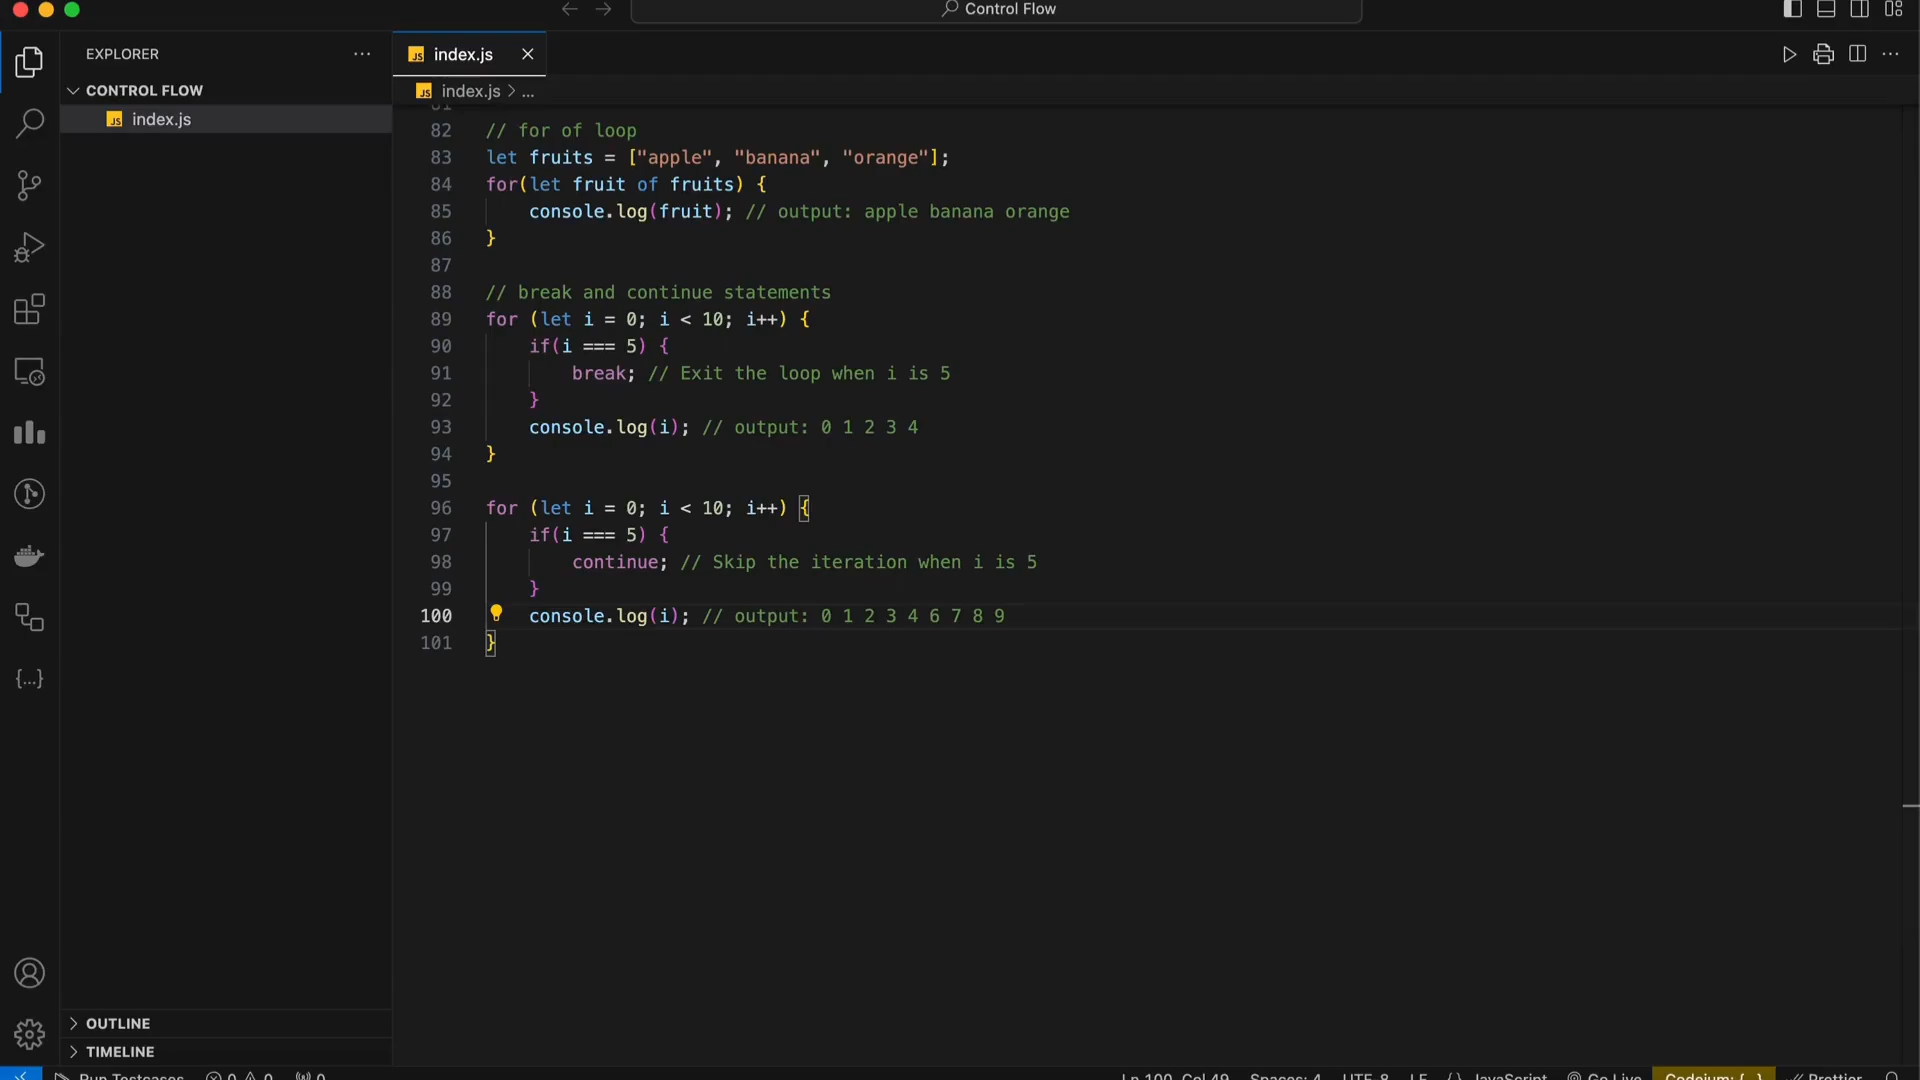 Control Flow
EXPLORER
CONTROL FLOW
JS index.js
JS index.js
JS index.js > ...
82 // for of loop
83 let fruits = ["apple", "banana", "orange"];
84 for(let fruit of fruits) {
85 console.log(fruit); // output: apple banana orange
86 }
87
88 // break and continue statements
89 for (let i = 0; i < 10; i++) {
90 if(i === 5) {
91 break; // Exit the loop when i is 5
92 }
93 console.log(i); // output: 0 1 2 3 4
94 }
95
96 for (let i = 0; i < 10; i++) {
97 if(i === 5) {
98 continue; // Skip the iteration when i is 5
99 }
100 console.log(i); // output: 0 1 2 3 4 6 7 8 9
101 }
OUTLINE
TIMELINE
Run Testcases 0 0 0 Ln 100, Col 49 Spaces: 4 UTF-8 LF {} JavaScript Go Live Codeium: {...} Prettier